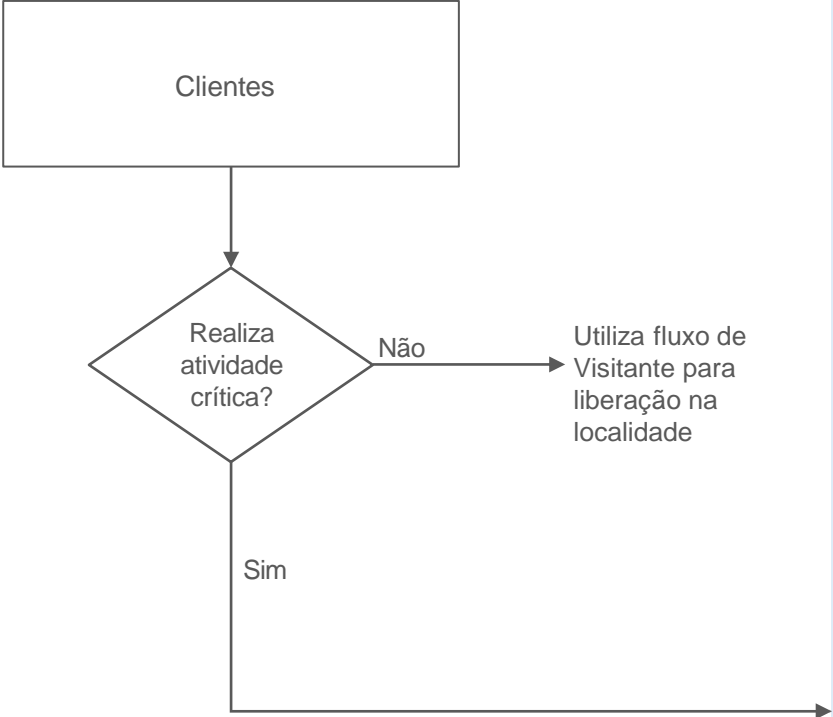 Clientes
Realiza
atividade
crítica?
Não
Utiliza fluxo de
Visitante para
liberação na
localidade
Sim